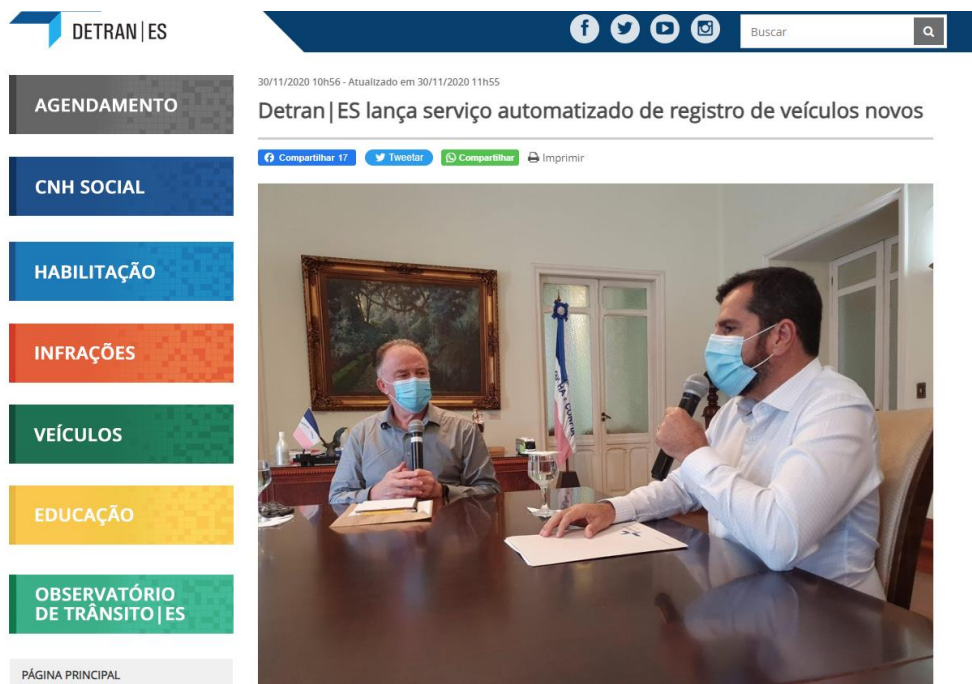 DETRAN|ES
Buscar
AGENDAMENTO
CNH SOCIAL
HABILITAÇÃO
INFRAÇÕES
VEÍCULOS
EDUCAÇÃO
OBSERVATÓRIO
DE TRÂNSITO|ES
PÁGINA PRINCIPAL
30/11/2020 10h56 - Atualizado em 30/11/2020 11h55
Detran|ES lança serviço automatizado de registro de veículos novos
Compartilhar 17 Tweetar Compartilhar Imprimir